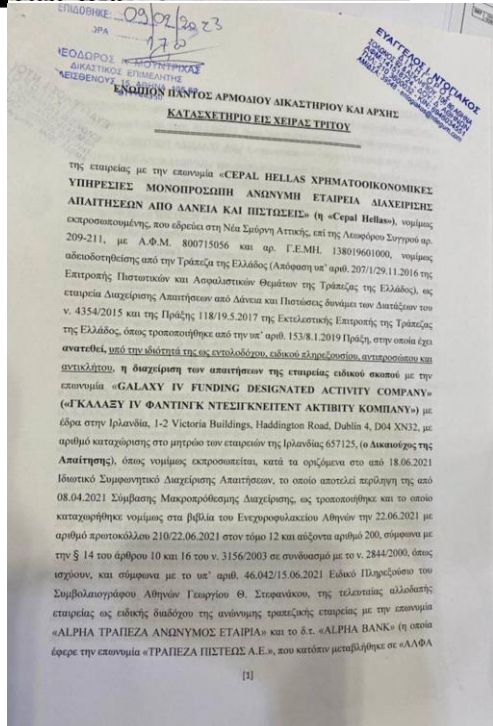 ΕΠΙΔΟΘΗΚΕ: 09/02/2023
ΩΡΑ 17
ΘΕΟΔΩΡΟΣ ΜΟΥΝΤΡΙΧΑΣ
ΔΙΚΑΣΤΙΚΟΣ ΕΠΙΜΕΛΗΤΗΣ
ΕΥΑΓΓΕΛΟΣ Ι. ΝΤΟΓΙΑΚΟΣ
ΕΝΩΠΙΟΝ ΠΑΝΤΟΣ ΑΡΜΟΔΙΟΥ ΔΙΚΑΣΤΗΡΙΟΥ ΚΑΙ ΑΡΧΗΣ
ΚΑΤΑΣΧΕΤΗΡΙΟ ΕΙΣ ΧΕΙΡΑΣ ΤΡΙΤΟΥ
της εταιρείας με την επωνυμία «CEPAL HELLAS ΧΡΗΜΑΤΟΟΙΚΟΝΟΜΙΚΕΣ
ΥΠΗΡΕΣΙΕΣ ΜΟΝΟΠΡΟΣΩΠΗ ΑΝΩΝΥΜΗ ΕΤΑΙΡΕΙΑ ΔΙΑΧΕΙΡΙΣΗΣ
ΑΠΑΙΤΗΣΕΩΝ ΑΠΟ ΔΑΝΕΙΑ ΚΑΙ ΠΙΣΤΩΣΕΙΣ» (η «Cepal Hellas»), νομίμως
εκπροσωπουμένης, που εδρεύει στη Νέα Σμύρνη Αττικής, επί της Λεωφόρου Συγγρού αρ.
209-211, με Α.Φ.Μ. 800715056 και αρ. Γ.Ε.ΜΗ. 138019601000, νομίμως
αδειοδοτηθείσης από την Τράπεζα της Ελλάδος (Απόφαση υπ' αριθ. 207/1/29.11.2016 της
Επιτροπής Πιστωτικών και Ασφαλιστικών Θεμάτων της Τράπεζας της Ελλάδος), ως
εταιρεία Διαχείρισης Απαιτήσεων από Δάνεια και Πιστώσεις δυνάμει των Διατάξεων του
ν. 4354/2015 και της Πράξης 118/19.5.2017 της Εκτελεστικής Επιτροπής της Τράπεζας
της Ελλάδος, όπως τροποποιήθηκε από την υπ' αριθ. 153/8.1.2019 Πράξη, στην οποία έχει
ανατεθεί, υπό την ιδιότητά της ως εντολοδόχου, ειδικού πληρεξουσίου, αντιπροσώπου και
αντικλήτου, η διαχείριση των απαιτήσεων της εταιρείας ειδικού σκοπού με την
επωνυμία «GALAXY IV FUNDING DESIGNATED ACTIVITY COMPANY»
(«ΓΚΑΛΑΞΥ IV ΦΑΝΤΙΝΓΚ ΝΤΕΣΙΓΚΝΕΙΤΕΝΤ ΑΚΤΙΒΙΤΥ ΚΟΜΠΑΝΥ») με
έδρα στην Ιρλανδία, 1-2 Victoria Buildings, Haddington Road, Dublin 4, D04 XN32, με
αριθμό καταχώρισης στο μητρώο των εταιρειών της Ιρλανδίας 657125, (ο Δικαιούχος της
Απαίτησης), όπως νομίμως εκπροσωπείται, κατά τα οριζόμενα στο από 18.06.2021
Ιδιωτικό Συμφωνητικό Διαχείρισης Απαιτήσεων, το οποίο αποτελεί περίληψη της από
08.04.2021 Σύμβασης Μακροπρόθεσμης Διαχείρισης, ως τροποποιήθηκε και το οποίο
καταχωρήθηκε νομίμως στα βιβλία του Ενεχυροφυλακείου Αθηνών την 22.06.2021 με
αριθμό πρωτοκόλλου 210/22.06.2021 στον τόμο 12 και αύξοντα αριθμό 200, σύμφωνα με
την § 14 του άρθρου 10 και 16 του ν. 3156/2003 σε συνδυασμό με το ν. 2844/2000, όπως
ισχύουν, και σύμφωνα με το υπ' αριθ. 46.042/15.06.2021 Ειδικό Πληρεξούσιο του
Συμβολαιογράφου Αθηνών Γεωργίου Θ. Στεφανάκου, της τελευταίας αλλοδαπής
εταιρείας ως ειδικής διαδόχου της ανώνυμης τραπεζικής εταιρείας με την επωνυμία
«ALPHA ΤΡΑΠΕΖΑ ΑΝΩΝΥΜΟΣ ΕΤΑΙΡΙΑ» και το δ.τ. «ALPHA BANK» (η οποία
έφερε την επωνυμία «ΤΡΑΠΕΖΑ ΠΙΣΤΕΩΣ Α.Ε.», που κατόπιν μεταβλήθηκε σε «ΑΛΦΑ
[1]